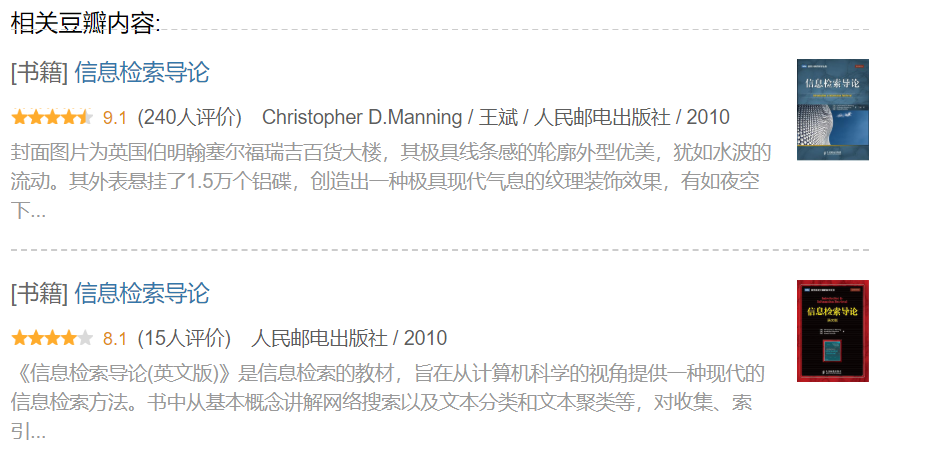 相关豆瓣内容:
[书籍] 信息检索导论
9.1 (240人评价) Christopher D.Manning / 王斌 / 人民邮电出版社 / 2010
封面图片为英国伯明翰塞尔福瑞吉百货大楼，其极具线条感的轮廓外型优美，犹如水波的
流动。其外表悬挂了1.5万个铝碟，创造出一种极具现代气息的纹理装饰效果，有如夜空
下...
信息检索导论
[书籍] 信息检索导论
8.1 (15人评价) 人民邮电出版社 / 2010
《信息检索导论(英文版)》是信息检索的教材，旨在从计算机科学的视角提供一种现代的
信息检索方法。书中从基本概念讲解网络搜索以及文本分类和文本聚类等，对收集、索
引...
信息检索导论